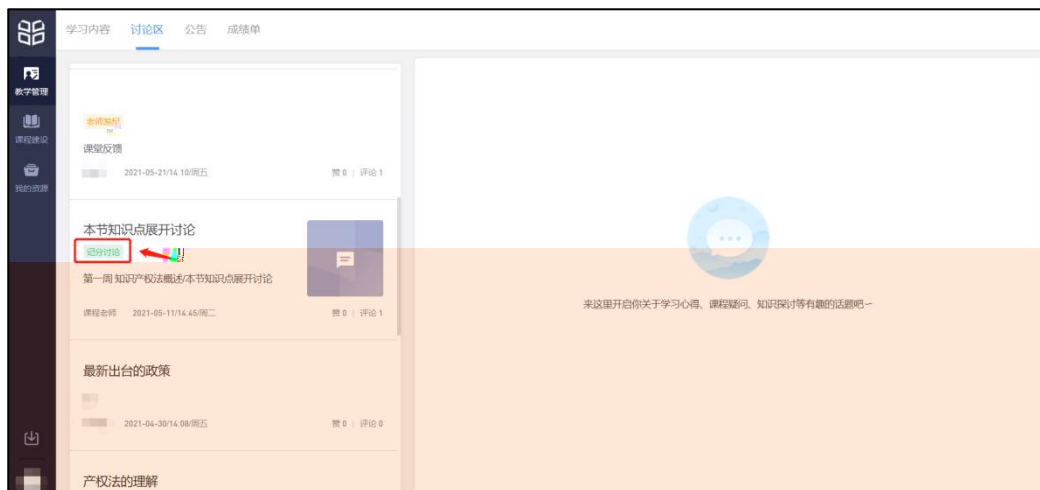 学习内容 讨论区 公告 成绩单
教学管理
课程建设
我的资源
老师发起
课堂反馈
2021-05-21/14:10/周五 赞 0 | 评论 1
本节知识点展开讨论
记分讨论
第一周 知识产权法概述/本节知识点展开讨论
课程老师 2021-05-11/14:45/周二 赞 0 | 评论 1
最新出台的政策
2021-04-30/14:08/周五 赞 0 | 评论 0
产权法的理解
来这里开启你关于学习心得、课程疑问、知识探讨等有趣的话题吧～